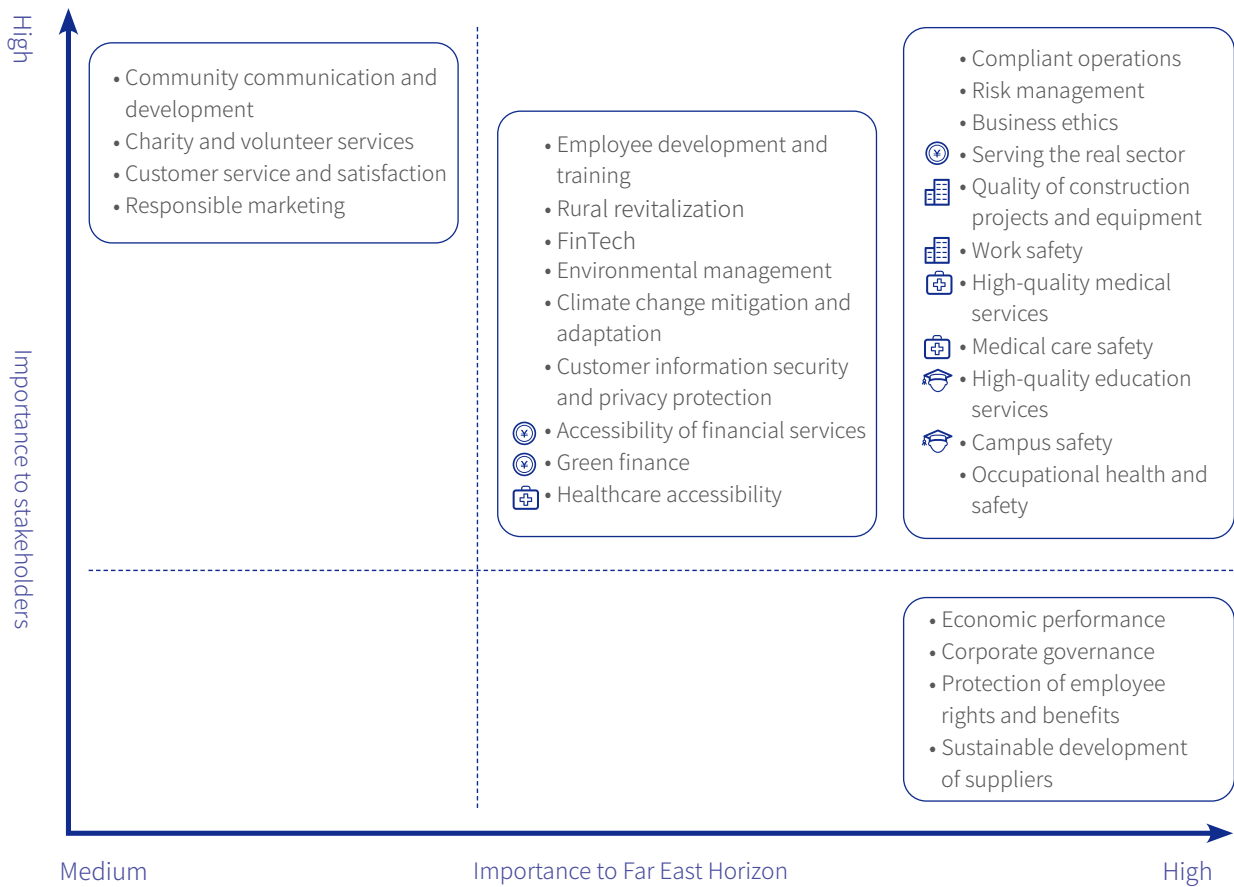 High
• Community communication and
development
• Charity and volunteer services
• Customer service and satisfaction
• Responsible marketing
• Employee development and
training
• Rural revitalization
• FinTech
• Environmental management
• Climate change mitigation and
adaptation
• Customer information security
and privacy protection
¥ • Accessibility of financial services
¥ • Green finance
• Healthcare accessibility
• Compliant operations
• Risk management
• Business ethics
¥ • Serving the real sector
• Quality of construction
projects and equipment
• Work safety
• High-quality medical
services
• Medical care safety
• High-quality education
services
• Campus safety
• Occupational health and
safety
Importance to stakeholders
• Economic performance
• Corporate governance
• Protection of employee
rights and benefits
• Sustainable development
of suppliers
Medium
Importance to Far East Horizon
High